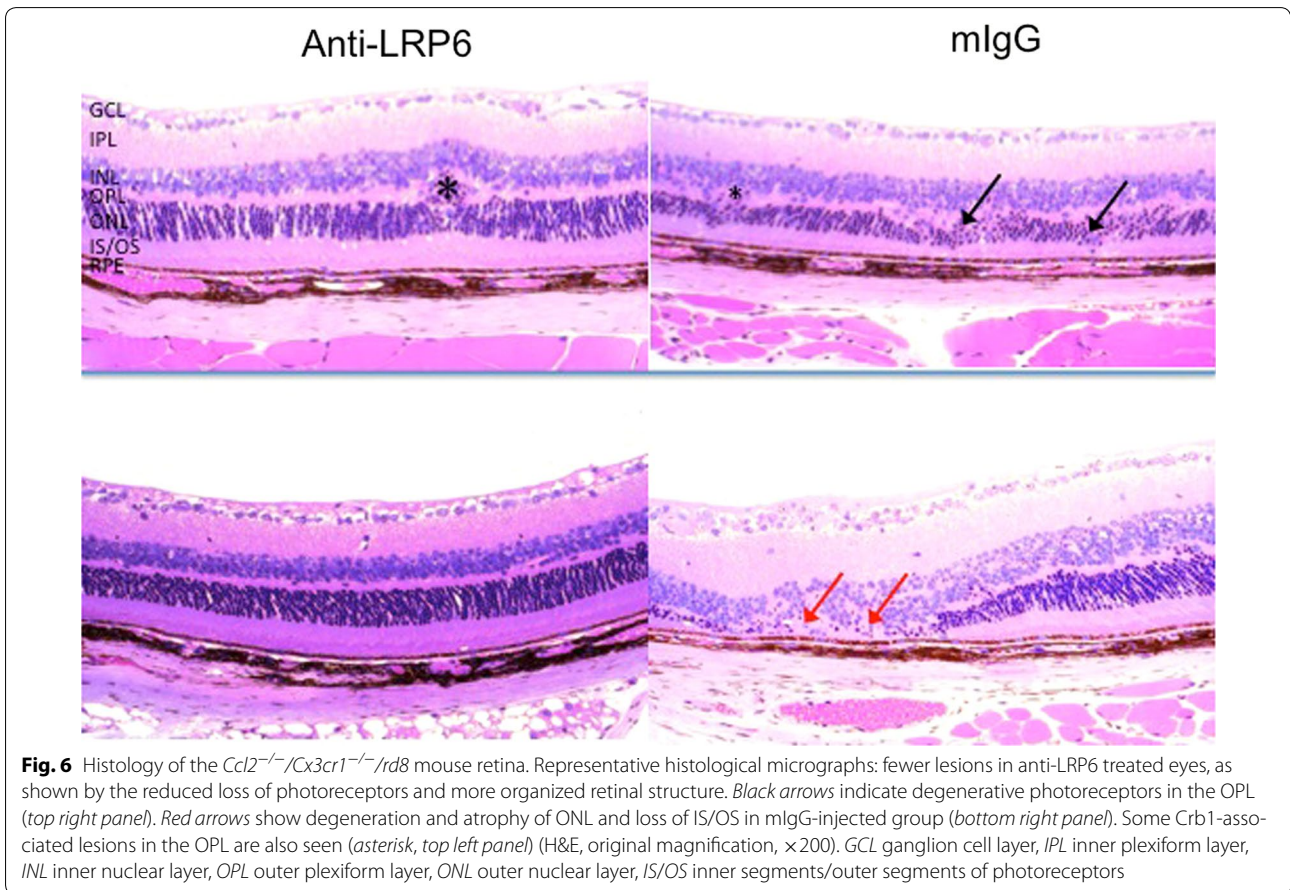 Anti-LRP6
mIgG
GCL
IPL
INL
OPL
ONL
IS/OS
RPE
*
*
Fig. 6 Histology of the Ccl2−/−/Cx3cr1−/−/rd8 mouse retina. Representative histological micrographs: fewer lesions in anti-LRP6 treated eyes, as
shown by the reduced loss of photoreceptors and more organized retinal structure. Black arrows indicate degenerative photoreceptors in the OPL
(top right panel). Red arrows show degeneration and atrophy of ONL and loss of IS/OS in mIgG-injected group (bottom right panel). Some Crb1-asso-
ciated lesions in the OPL are also seen (asterisk, top left panel) (H&E, original magnification, ×200). GCL ganglion cell layer, IPL inner plexiform layer,
INL inner nuclear layer, OPL outer plexiform layer, ONL outer nuclear layer, IS/OS inner segments/outer segments of photoreceptors